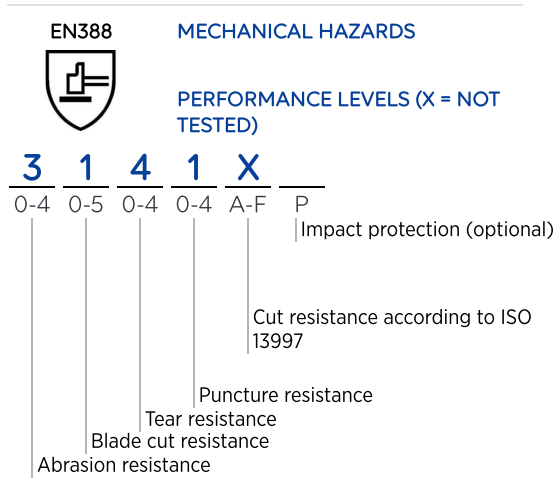 EN388
MECHANICAL HAZARDS
PERFORMANCE LEVELS (X = NOT
TESTED)
3 1 4 1 X
0-4 0-5 0-4 0-4 A-F P
Impact protection (optional)
Cut resistance according to ISO
13997
Puncture resistance
Tear resistance
Blade cut resistance
Abrasion resistance